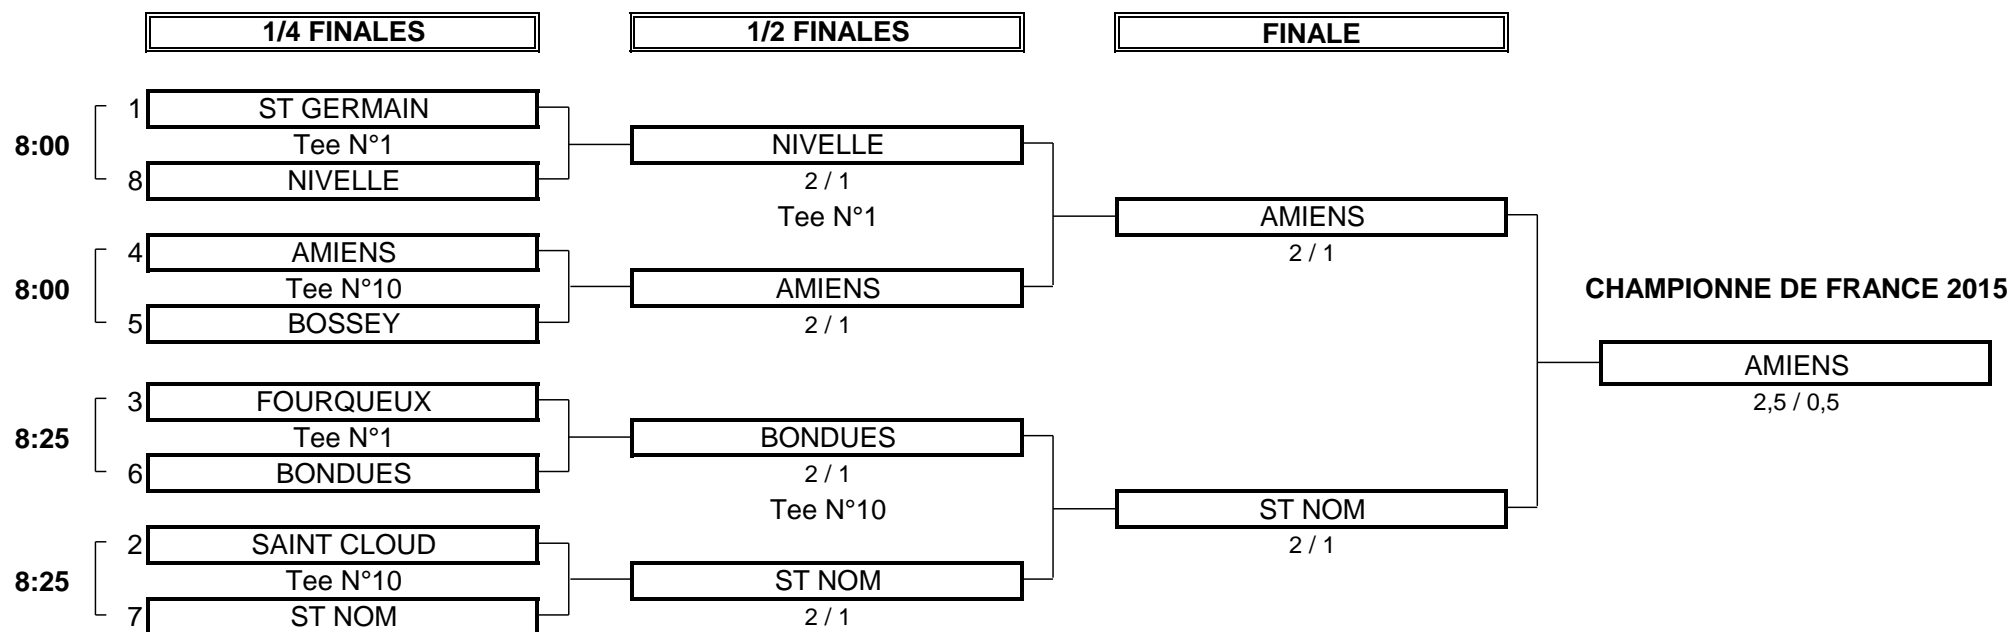 1/4 FINALES
1/2 FINALES
FINALE
8:00
1 ST GERMAIN
Tee N°1
8 NIVELLE
8:00
4 AMIENS
Tee N°10
5 BOSSEY
8:25
3 FOURQUEUX
Tee N°1
6 BONDUES
8:25
2 SAINT CLOUD
Tee N°10
7 ST NOM
NIVELLE
2 / 1
Tee N°1
AMIENS
2 / 1
BONDUES
2 / 1
Tee N°10
ST NOM
2 / 1
AMIENS
2 / 1
ST NOM
2 / 1
CHAMPIONNE DE FRANCE 2015
AMIENS
2,5 / 0,5